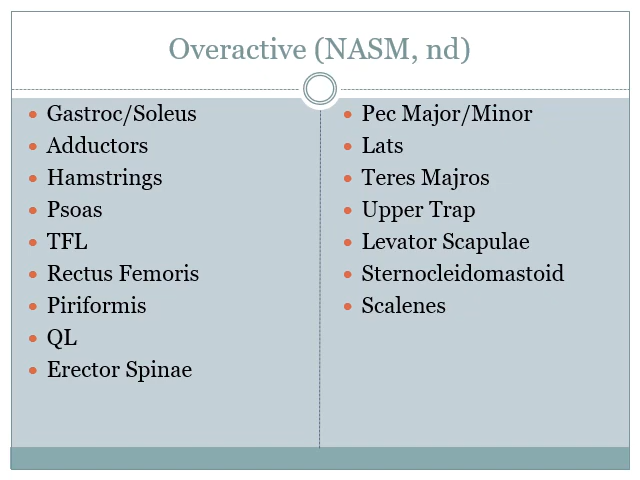 Overactive (NASM, nd)
Gastroc/Soleus
Adductors
Hamstrings
Psoas
TFL
Rectus Femoris
Piriformis
QL
Erector Spinae
Pec Major/Minor
Lats
Teres Majros
Upper Trap
Levator Scapulae
Sternocleidomastoid
Scalenes